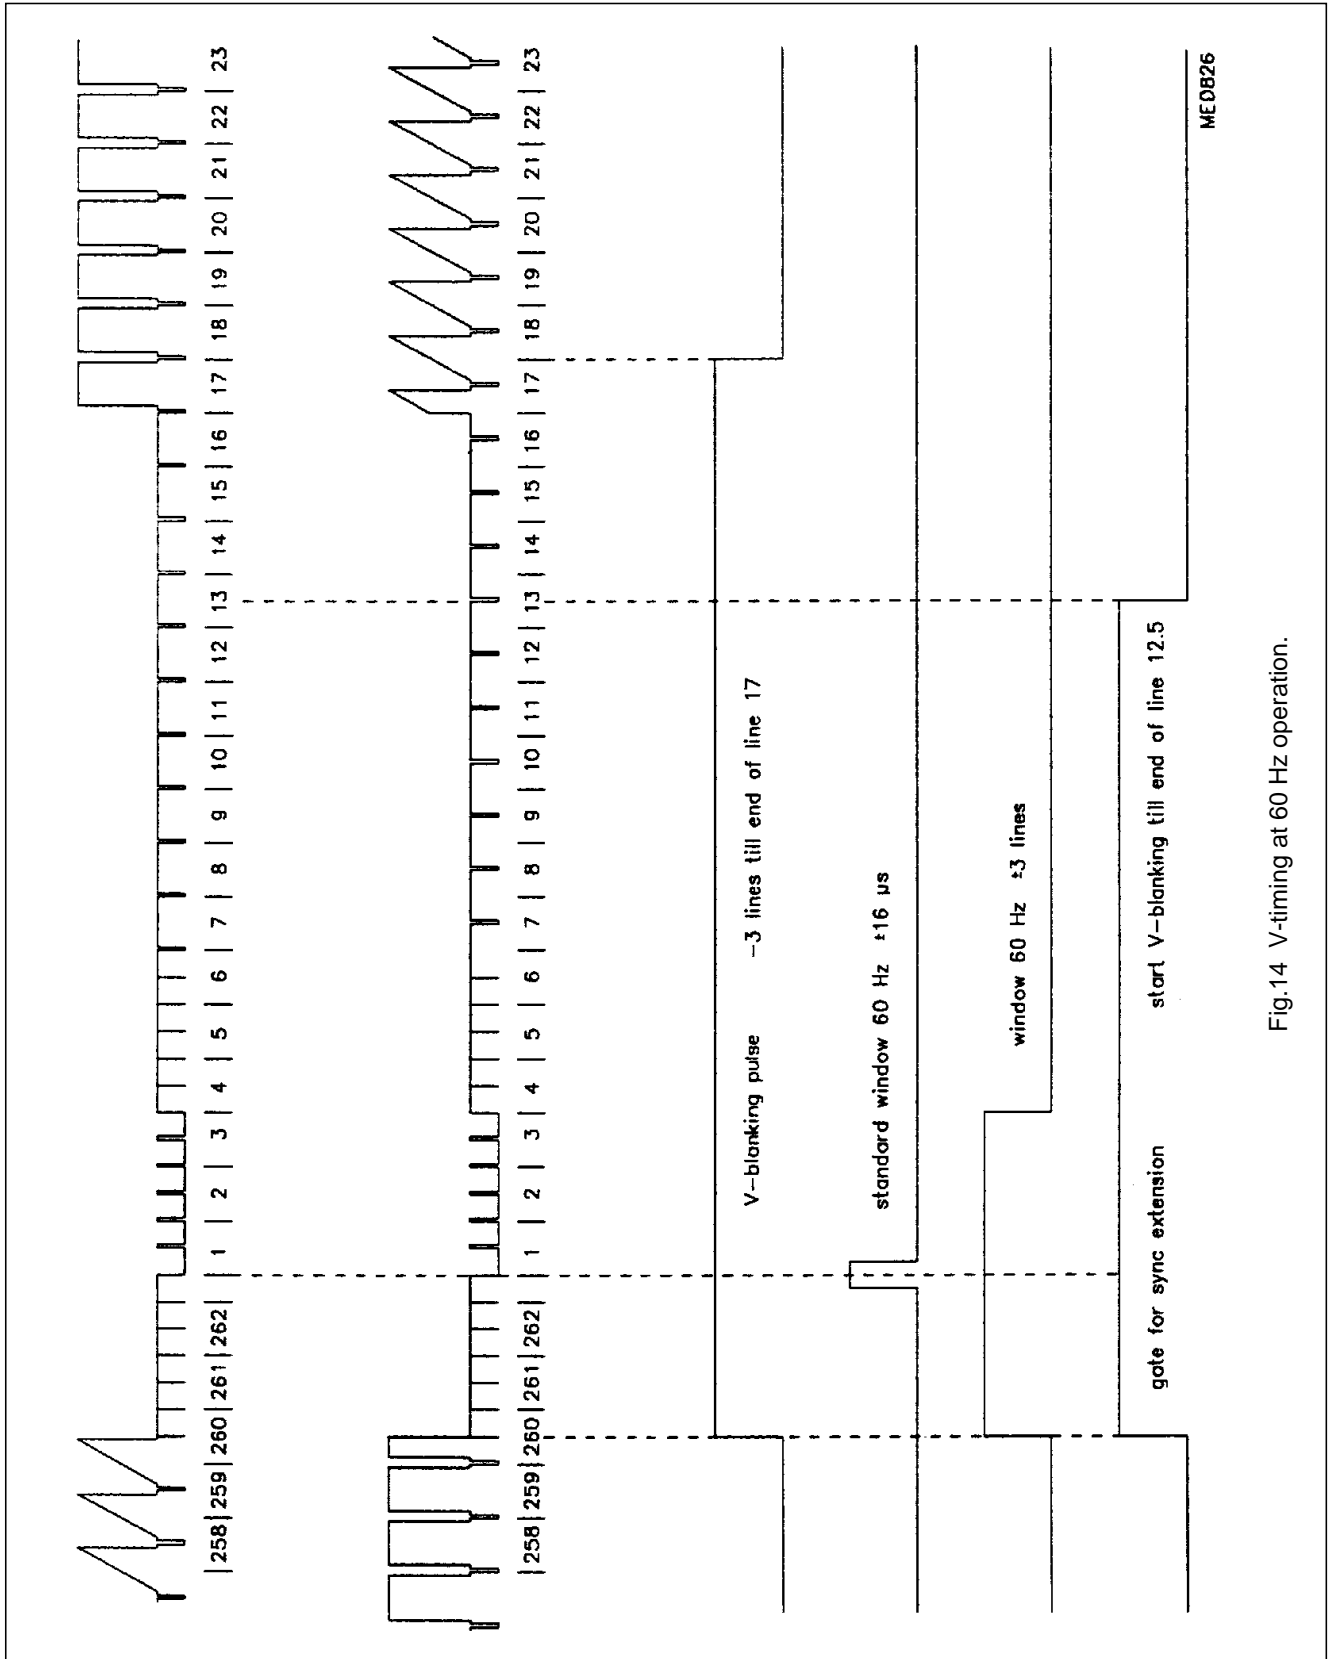 |258|259|260|261|262| 1 | 2 | 3 | 4 | 5 | 6 | 7 | 8 | 9 | 10 | 11 | 12 | 13 | 14 | 15 | 16 | 17 | 18 | 19 | 20 | 21 | 22 | 23
|258|259|260|261|262| 1 | 2 | 3 | 4 | 5 | 6 | 7 | 8 | 9 | 10 | 11 | 12 | 13 | 14 | 15 | 16 | 17 | 18 | 19 | 20 | 21 | 22 | 23
V-blanking pulse -3 lines till end of line 17
standard window 60 Hz ±16 µs
window 60 Hz ±3 lines
gate for sync extension start V-blanking till end of line 12.5
MED826
Fig.14 V-timing at 60 Hz operation.